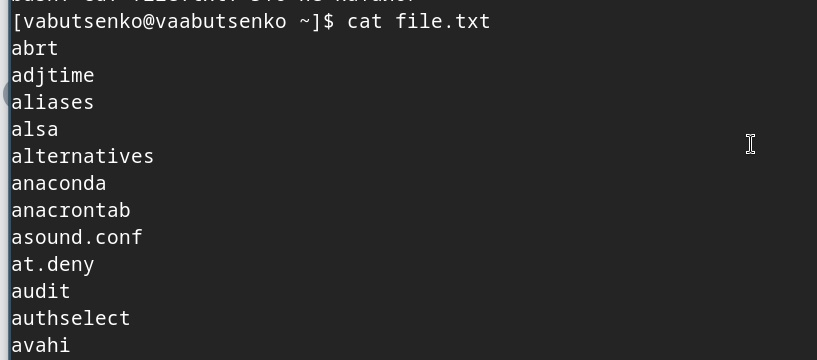 [vabutsenko@vaabutsenko ~]$ cat file.txt
abrt
adjtime
aliases
alsa
alternatives
anaconda
anacrontab
asound.conf
at.deny
audit
authselect
avahi